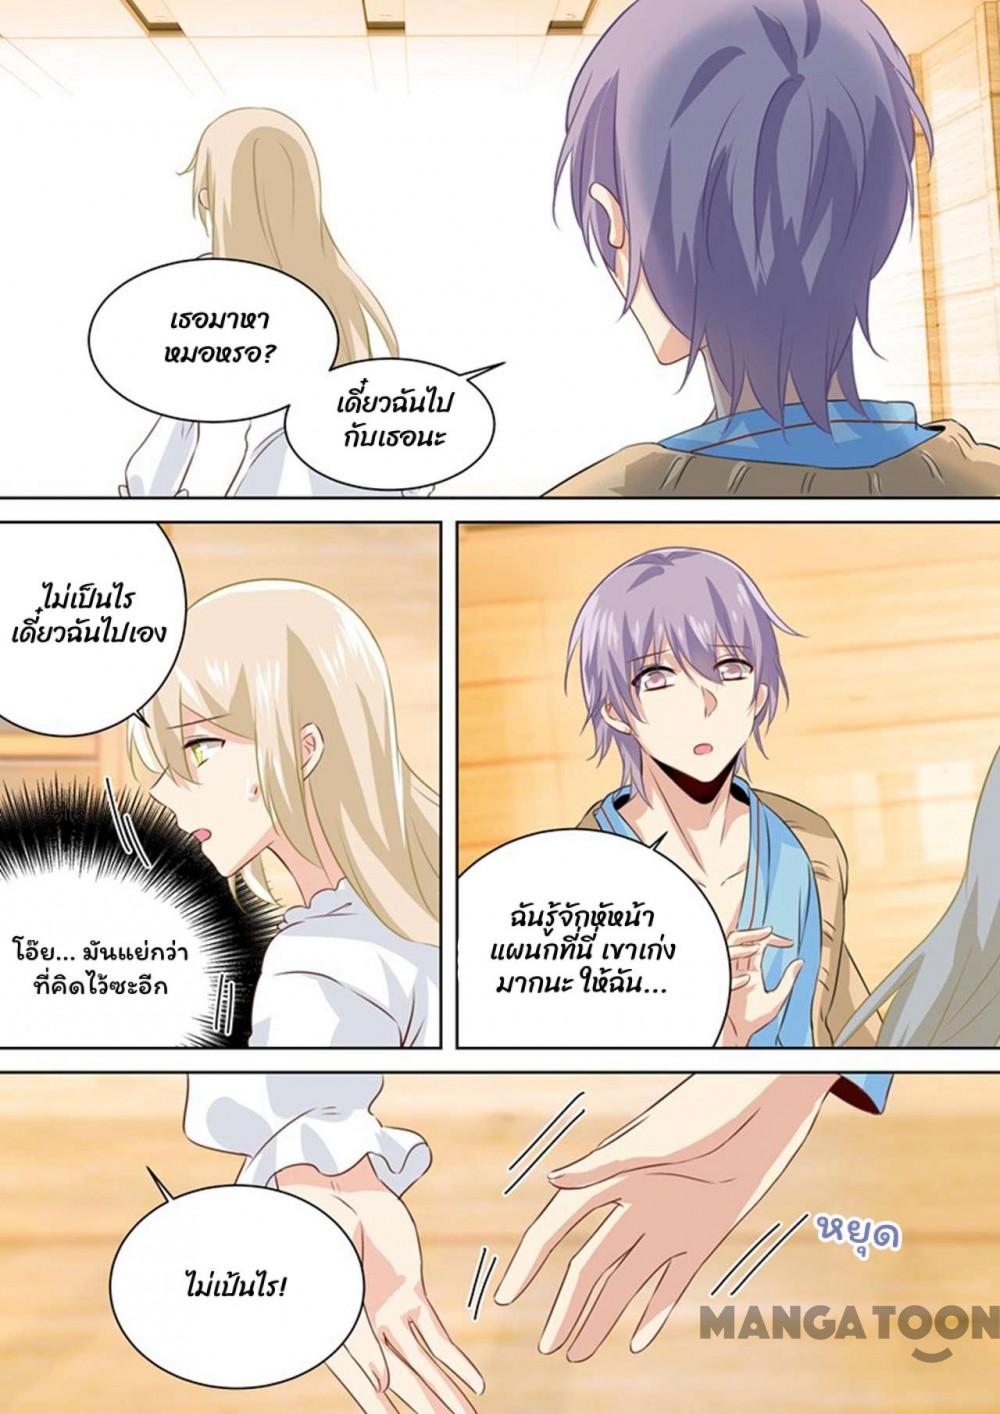 เธอมาหา
หมอหรอ?
เดี๋ยวฉันไป
กับเธอนะ
ไม่เป็นไร
เดี๋ยวฉันไปเอง
โอ๊ย... มันแย่กว่า
ที่คิดไว้ซะอีก
ฉันรู้จักหัหน้า
แผนกที่นี่ เขาเก่ง
มากนะ ให้ฉัน...
หยุด
ไม่เป้นไร!
MANGATOON